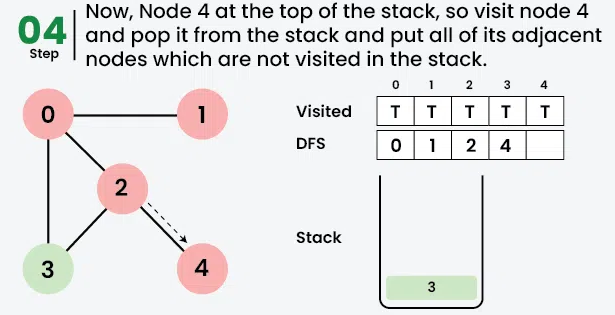 04
Step
Now, Node 4 at the top of the stack, so visit node 4
and pop it from the stack and put all of its adjacent
nodes which are not visited in the stack.
0 1 2 3 4
Visited T T T T T
DFS 0 1 2 4
0 1
2
3 4
Stack
3